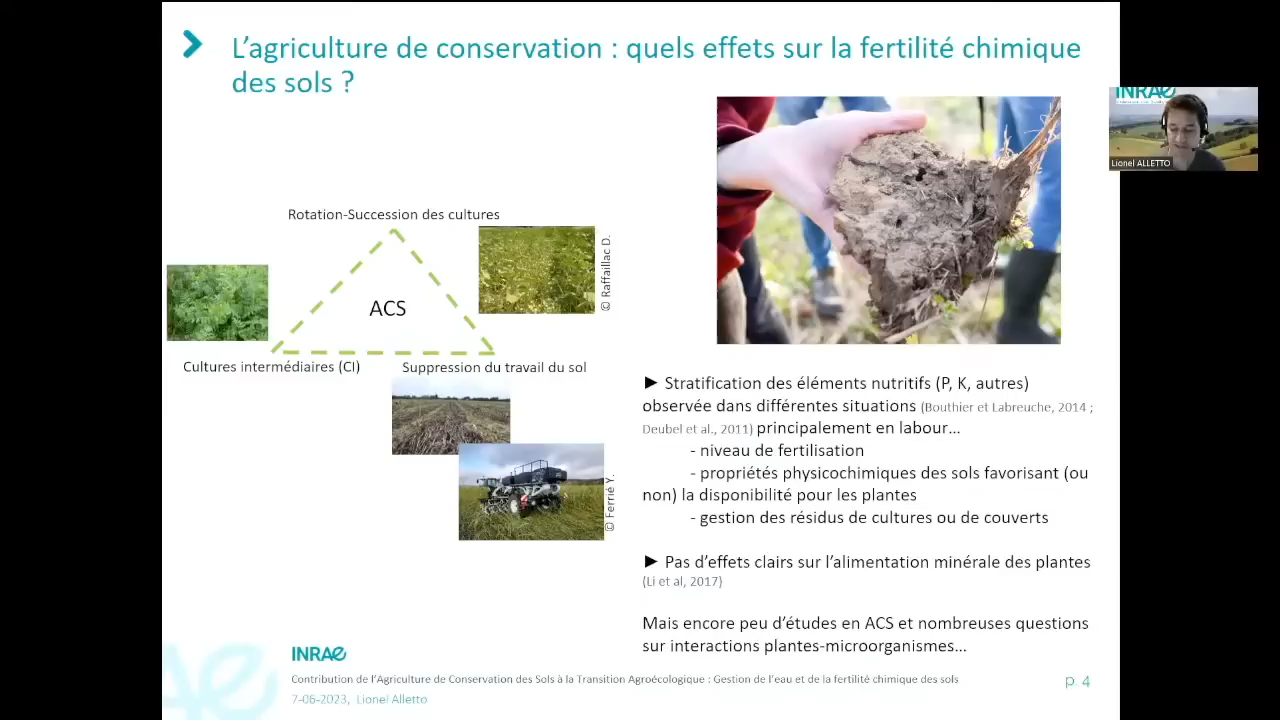 L'agriculture de conservation : quels effets sur la fertilité chimique
des sols ?
INRAE
Lionel ALLETTO
Rotation-Succession des cultures
© Raffaillac D.
ACS
Cultures intermédiaires (CI)
Suppression du travail du sol
© Ferrié Y.
► Stratification des éléments nutritifs (P, K, autres)
observée dans différentes situations (Bouthier et Labreuche, 2014 ;
Deubel et al., 2011) principalement en labour...
- niveau de fertilisation
- propriétés physicochimiques des sols favorisant (ou
non) la disponibilité pour les plantes
- gestion des résidus de cultures ou de couverts
► Pas d'effets clairs sur l'alimentation minérale des plantes
(Li et al, 2017)
Mais encore peu d'études en ACS et nombreuses questions
sur interactions plantes-microorganismes...
INRAE
Contribution de l'Agriculture de Conservation des Sols à la Transition Agroécologique : Gestion de l'eau et de la fertilité chimique des sols
p. 4
7-06-2023, Lionel Alletto